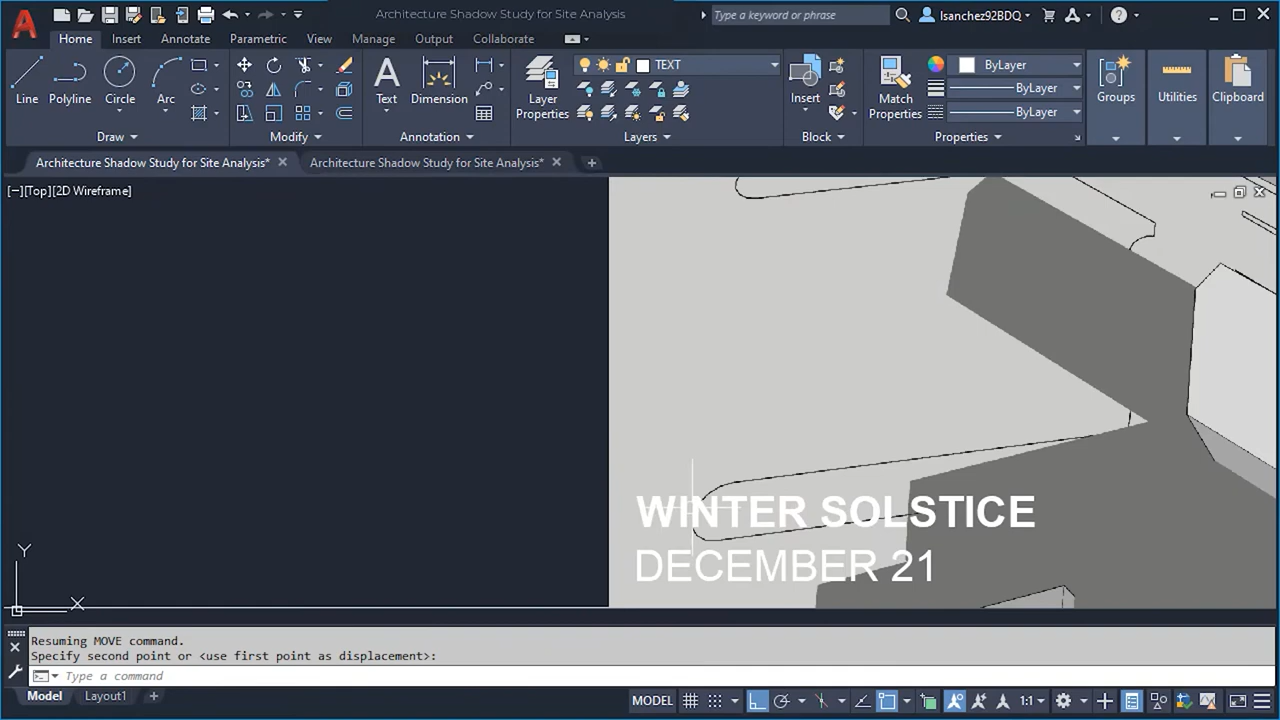 Architecture Shadow Study for Site Analysis
Type a keyword or phrase
lsanchez92BDQ
Home Insert Annotate Parametric View Manage Output Collaborate
TEXT
ByLayer
ByLayer
ByLayer
Line Polyline Circle Arc
Text Dimension
Layer Properties
Insert
Match Properties
Groups Utilities Clipboard
Draw Modify Annotation Layers Block Properties
Architecture Shadow Study for Site Analysis* Architecture Shadow Study for Site Analysis*
[−][Top][2D Wireframe]
WINTER SOLSTICE
DECEMBER 21
Y
X
Resuming MOVE command.
Specify second point or <use first point as displacement>:
Type a command
Model Layout1
MODEL 1:1